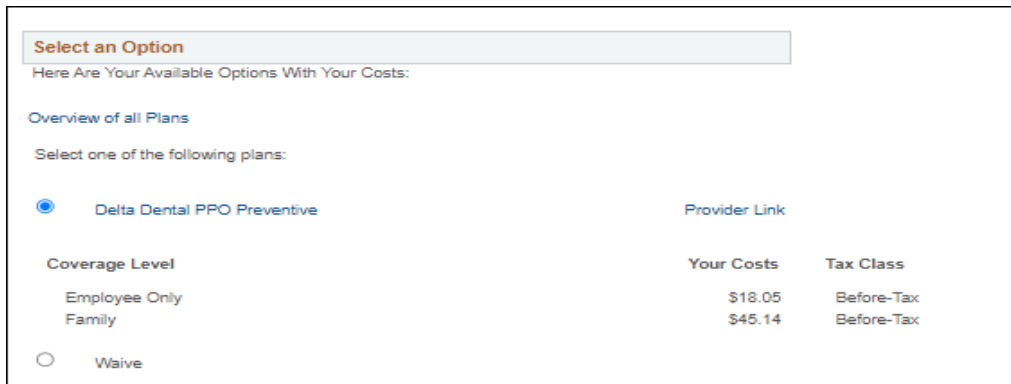 Select an Option
Here Are Your Available Options With Your Costs:
Overview of all Plans
Select one of the following plans:
Delta Dental PPO Preventive Provider Link
Coverage Level Your Costs Tax Class
Employee Only $18.05 Before-Tax
Family $45.14 Before-Tax
Waive